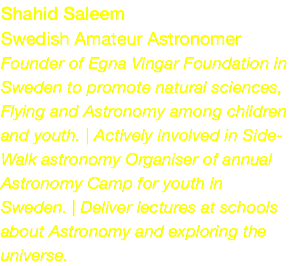 Shahid Saleem
Swedish Amateur Astronomer
Founder of Egna Vingar Foundation in
Sweden to promote natural sciences,
Flying and Astronomy among children
and youth. | Actively involved in Side-
Walk astronomy Organiser of annual
Astronomy Camp for youth in
Sweden. | Deliver lectures at schools
about Astronomy and exploring the
universe.